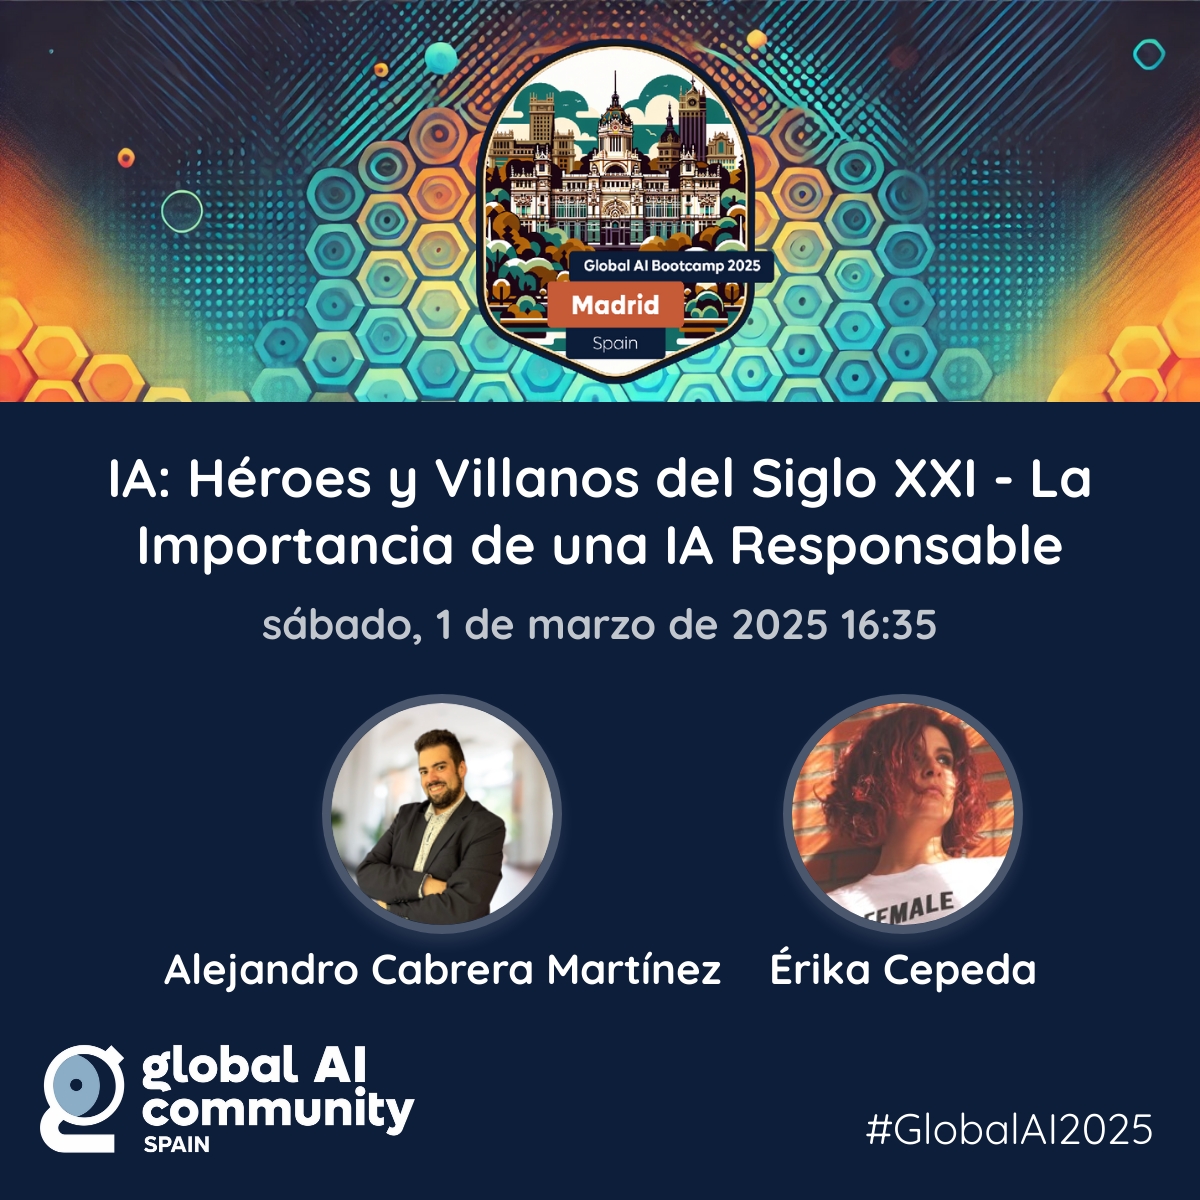 Global AI Bootcamp 2025
Madrid
Spain
IA: Héroes y Villanos del Siglo XXI - La
Importancia de una IA Responsable
sábado, 1 de marzo de 2025 16:35
FEMALE
Alejandro Cabrera Martínez
Érika Cepeda
global AI
community
SPAIN
#GlobalAI2025